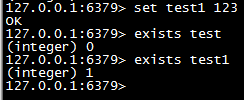 127.0.0.1:6379> set test1 123
OK
127.0.0.1:6379> exists test
(integer) 0
127.0.0.1:6379> exists test1
(integer) 1
127.0.0.1:6379>